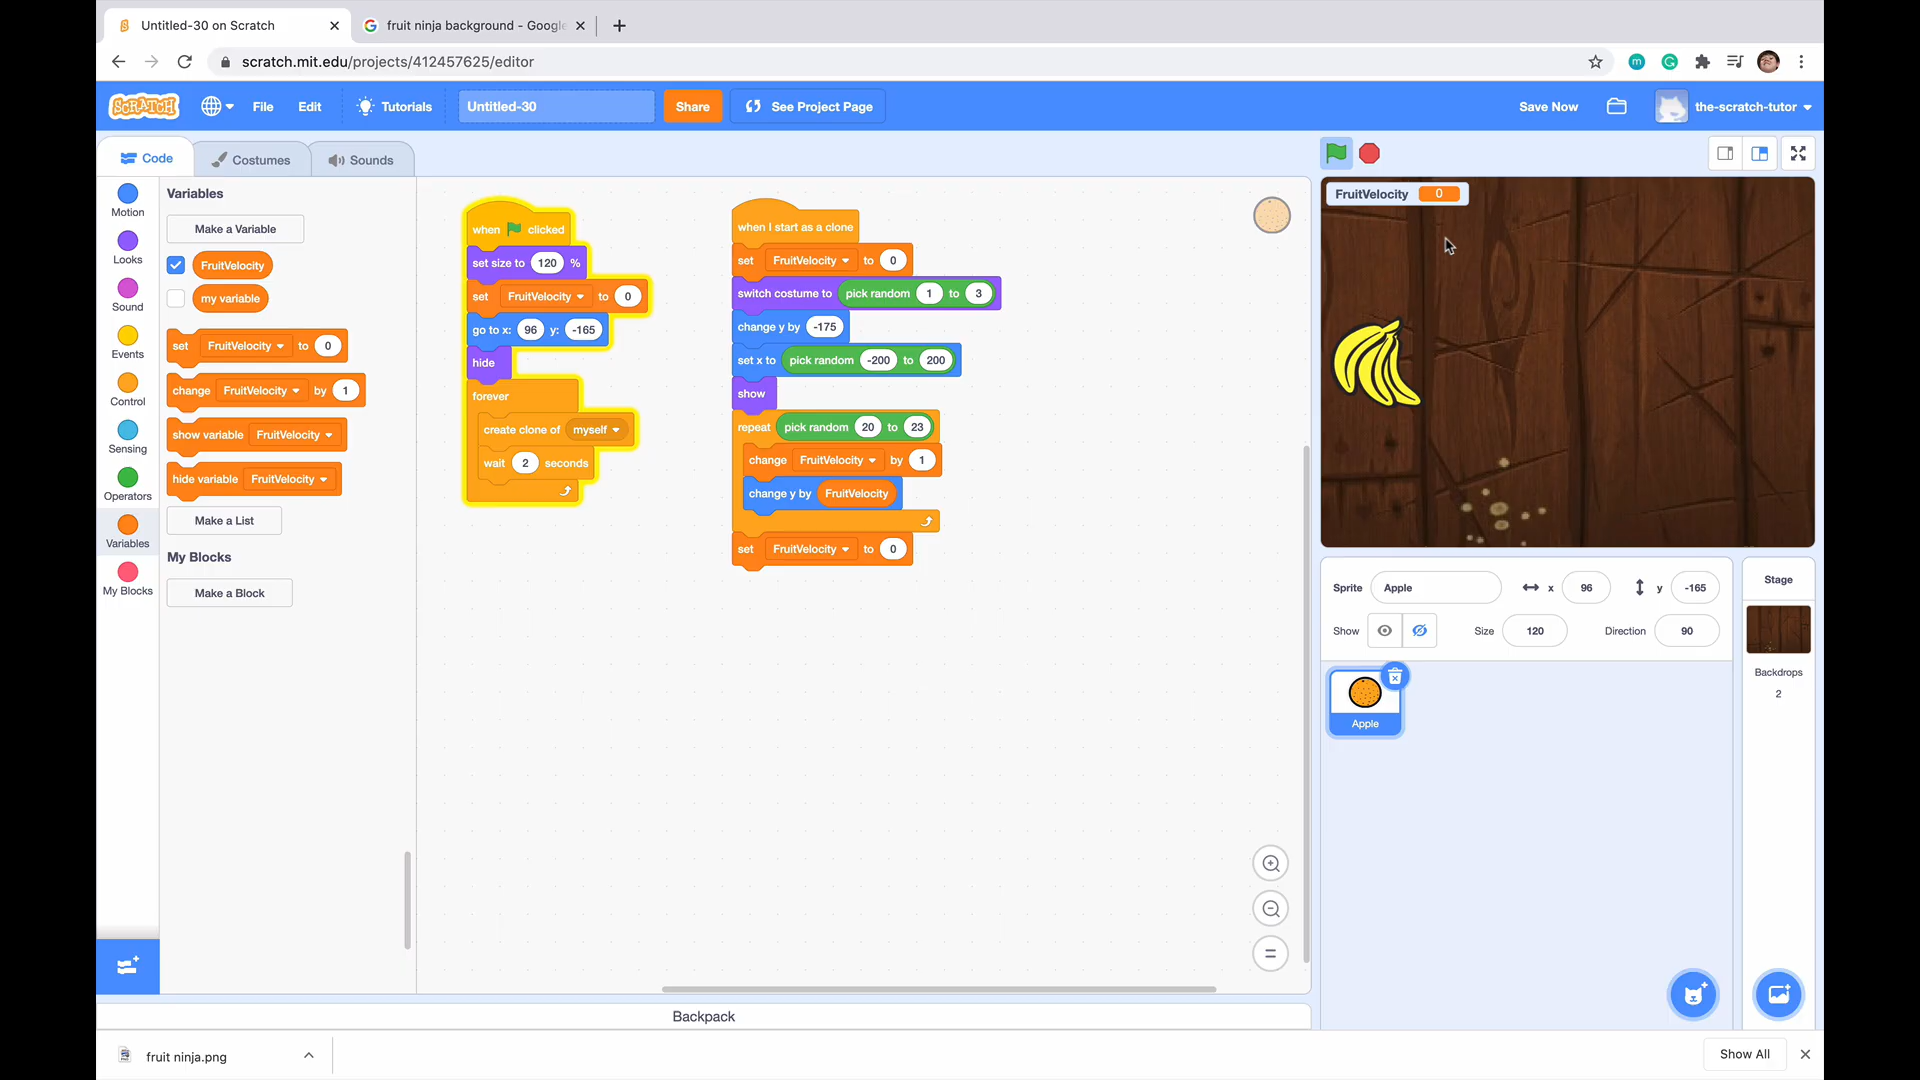 Untitled-30 on Scratch
fruit ninja background - Google
scratch.mit.edu/projects/412457625/editor
SCRATCH
File
Edit
Tutorials
Untitled-30
Share
See Project Page
Save Now
the-scratch-tutor
Code
Costumes
Sounds
Motion
Looks
Sound
Events
Control
Sensing
Operators
Variables
My Blocks
Variables
Make a Variable
FruitVelocity
my variable
set FruitVelocity to 0
change FruitVelocity by 1
show variable FruitVelocity
hide variable FruitVelocity
Make a List
My Blocks
Make a Block
when clicked
set size to 120 %
set FruitVelocity to 0
go to x: 96 y: -165
hide
forever
create clone of myself
wait 2 seconds
when I start as a clone
set FruitVelocity to 0
switch costume to pick random 1 to 3
change y by -175
set x to pick random -200 to 200
show
repeat pick random 20 to 23
change FruitVelocity by 1
change y by FruitVelocity
set FruitVelocity to 0
FruitVelocity 0
Sprite Apple x 96 y -165
Show Size 120 Direction 90
Apple
Stage
Backdrops
2
Backpack
fruit ninja.png
Show All